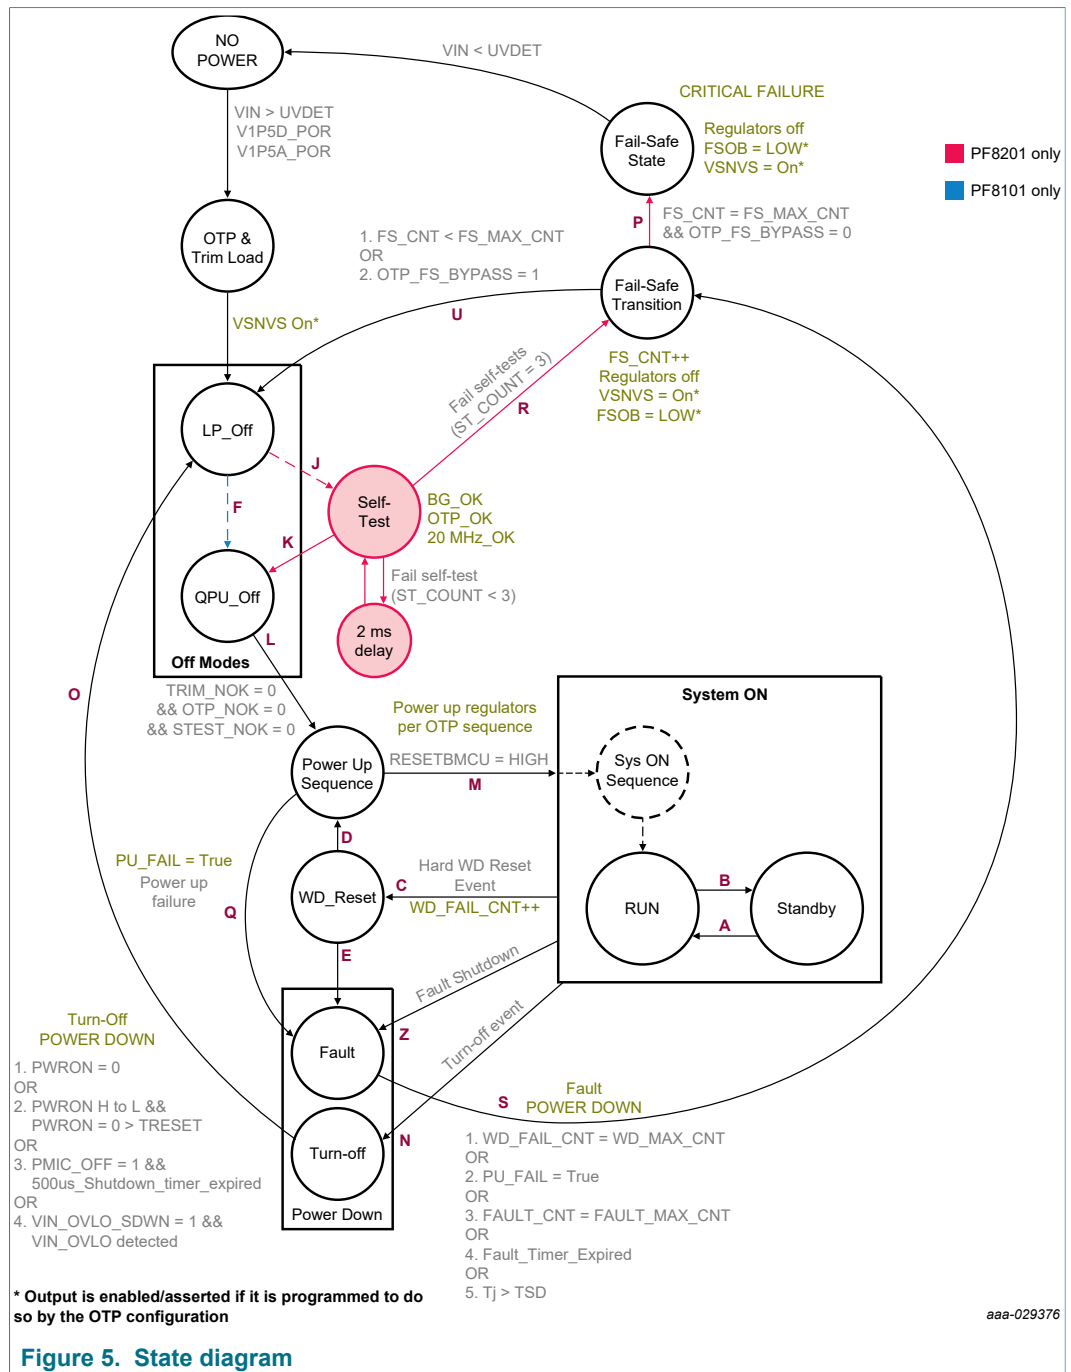 NO
POWER
VIN < UVDET
CRITICAL FAILURE
VIN > UVDET
V1P5D_POR
V1P5A_POR
Fail-Safe
State
Regulators off
FSOB = LOW*
VSNVS = On*
PF8201 only
PF8101 only
P
FS_CNT = FS_MAX_CNT
&& OTP_FS_BYPASS = 0
OTP &
Trim Load
1. FS_CNT < FS_MAX_CNT
OR
2. OTP_FS_BYPASS = 1
Fail-Safe
Transition
U
VSNVS On*
FS_CNT++
Regulators off
VSNVS = On*
FSOB = LOW*
Fail self-tests
(ST_COUNT = 3)
R
LP_Off
J
F
Self-
Test
BG_OK
OTP_OK
20 MHz_OK
K
Fail self-test
(ST_COUNT < 3)
QPU_Off
L
2 ms
delay
Off Modes
O
TRIM_NOK = 0
&& OTP_NOK = 0
&& STEST_NOK = 0
Power up regulators
per OTP sequence
System ON
Power Up
Sequence
RESETBMCU = HIGH
M
Sys ON
Sequence
D
PU_FAIL = True
Power up
failure
Q
WD_Reset
C
Hard WD Reset
Event
WD_FAIL_CNT++
RUN
B
A
Standby
E
Fault Shutdown
Z
Turn-off event
Fault
Turn-Off
POWER DOWN
1. PWRON = 0
OR
2. PWRON H to L &&
PWRON = 0 > TRESET
OR
3. PMIC_OFF = 1 &&
500us_Shutdown_timer_expired
OR
4. VIN_OVLO_SDWN = 1 &&
VIN_OVLO detected
S
Fault
POWER DOWN
N
Turn-off
Power Down
1. WD_FAIL_CNT = WD_MAX_CNT
OR
2. PU_FAIL = True
OR
3. FAULT_CNT = FAULT_MAX_CNT
OR
4. Fault_Timer_Expired
OR
5. Tj > TSD
* Output is enabled/asserted if it is programmed to do
so by the OTP configuration
aaa-029376
Figure 5. State diagram